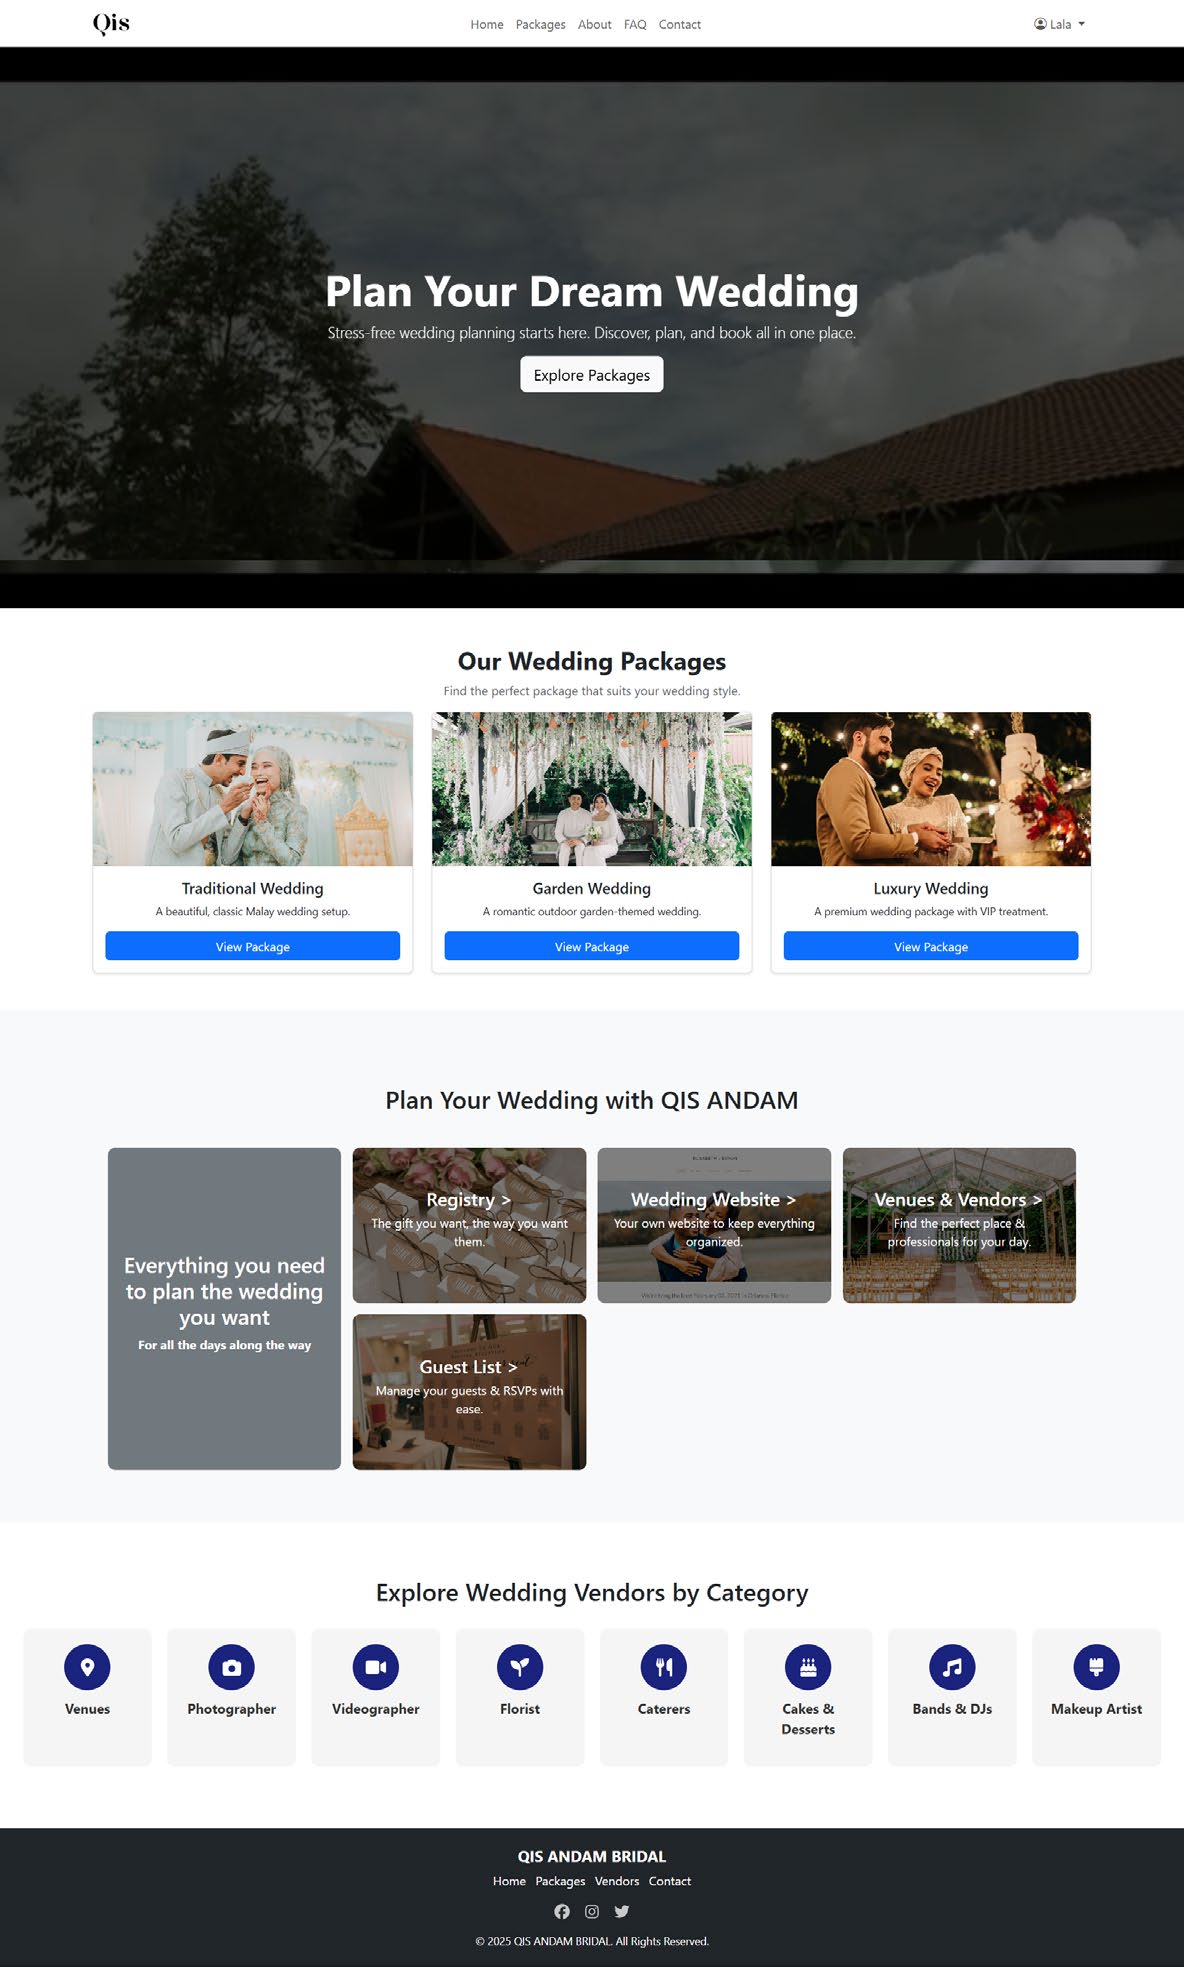 Qis
Home Packages About FAQ Contact
Lala
Plan Your Dream Wedding
Stress-free wedding planning starts here. Discover, plan, and book all in one place.
Explore Packages
Our Wedding Packages
Find the perfect package that suits your wedding style.
Traditional Wedding
A beautiful, classic Malay wedding setup.
View Package
Garden Wedding
A romantic outdoor garden-themed wedding.
View Package
Luxury Wedding
A premium wedding package with VIP treatment.
View Package
Plan Your Wedding with QIS ANDAM
Everything you need
to plan the wedding
you want
For all the days along the way
Registry >
The gift you want, the way you want
them.
Wedding Website >
Your own website to keep everything
organized.
Venues & Vendors >
Find the perfect place &
professionals for your day.
Guest List >
Manage your guests & RSVPs with
ease.
Explore Wedding Vendors by Category
Venues
Photographer
Videographer
Florist
Caterers
Cakes &
Desserts
Bands & DJs
Makeup Artist
QIS ANDAM BRIDAL
Home Packages Vendors Contact
© 2025 QIS ANDAM BRIDAL. All Rights Reserved.